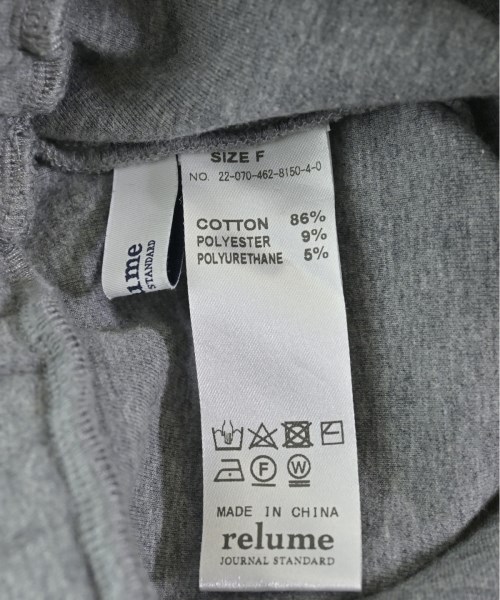 SIZE F
NO. 22-070-462-8150-4-0
COTTON 86%
POLYESTER 9%
POLYURETHANE 5%
F W
MADE IN CHINA
relume
JOURNAL STANDARD
STANDARD